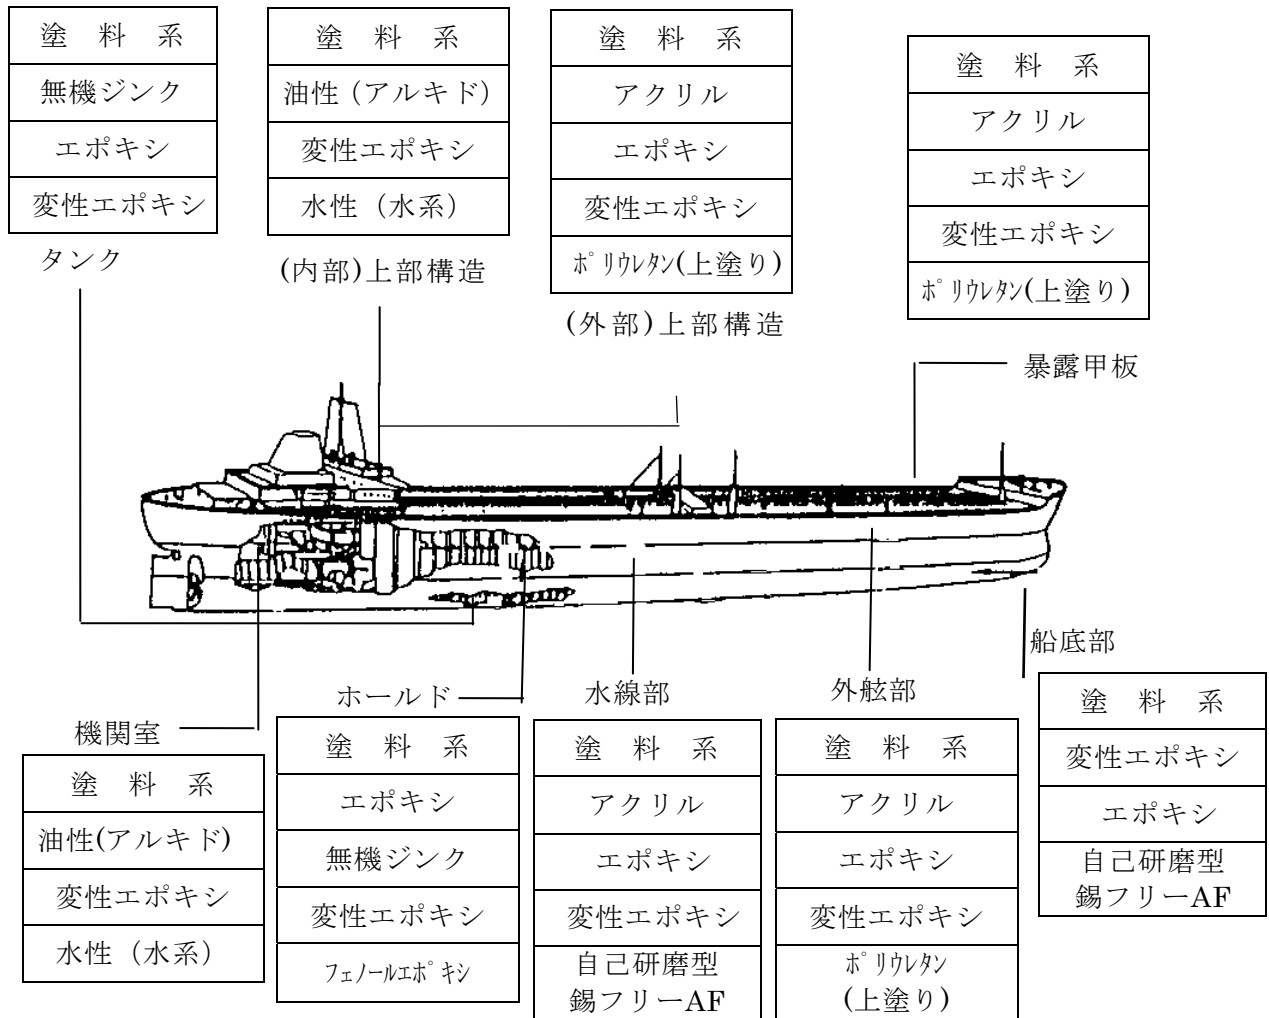 塗 料 系
無機ジンク
エポキシ
変性エポキシ
タンク
塗 料 系
油性 (アルキド)
変性エポキシ
水性（水系）
(内部)上部構造
塗 料 系
アクリル
エポキシ
変性エポキシ
ﾎﾟﾘｳﾚﾀﾝ(上塗り)
(外部)上部構造
塗 料 系
アクリル
エポキシ
変性エポキシ
ﾎﾟﾘｳﾚﾀﾝ(上塗り)
暴露甲板
機関室
塗 料 系
油性(アルキド)
変性エポキシ
水性（水系）
ホールド
塗 料 系
エポキシ
無機ジンク
変性エポキシ
ﾌｪﾉｰﾙｴﾎﾟｷｼ
水線部
塗 料 系
アクリル
エポキシ
変性エポキシ
自己研磨型
錫フリーAF
外舷部
塗 料 系
アクリル
エポキシ
変性エポキシ
ﾎﾟﾘｳﾚﾀﾝ
(上塗り)
船底部
塗 料 系
変性エポキシ
エポキシ
自己研磨型
錫フリーAF